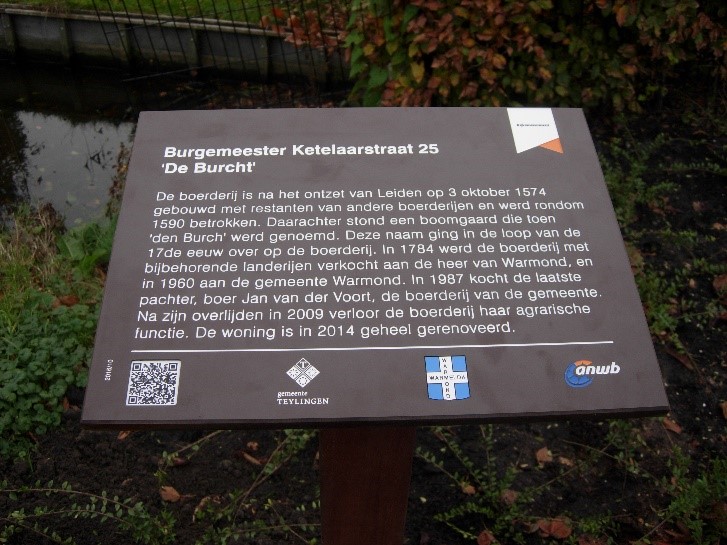 Burgemeester Ketelaarstraat 25
'De Burcht'
De boerderij is na het ontzet van Leiden op 3 oktober 1574
gebouwd met restanten van andere boerderijen en werd rondom
1590 betrokken. Daarachter stond een boomgaard die toen
'den Burch' werd genoemd. Deze naam ging in de loop van de
17de eeuw over op de boerderij. In 1784 werd de boerderij met
bijbehorende landerijen verkocht aan de heer van Warmond, en
in 1960 aan de gemeente Warmond. In 1987 kocht de laatste
pachter, boer Jan van der Voort, de boerderij van de gemeente.
Na zijn overlijden in 2009 verloor de boerderij haar agrarische
functie. De woning is in 2014 geheel gerenoveerd.
gemeente
TEYLINGEN
WARMELDA
WARMOND
anwb